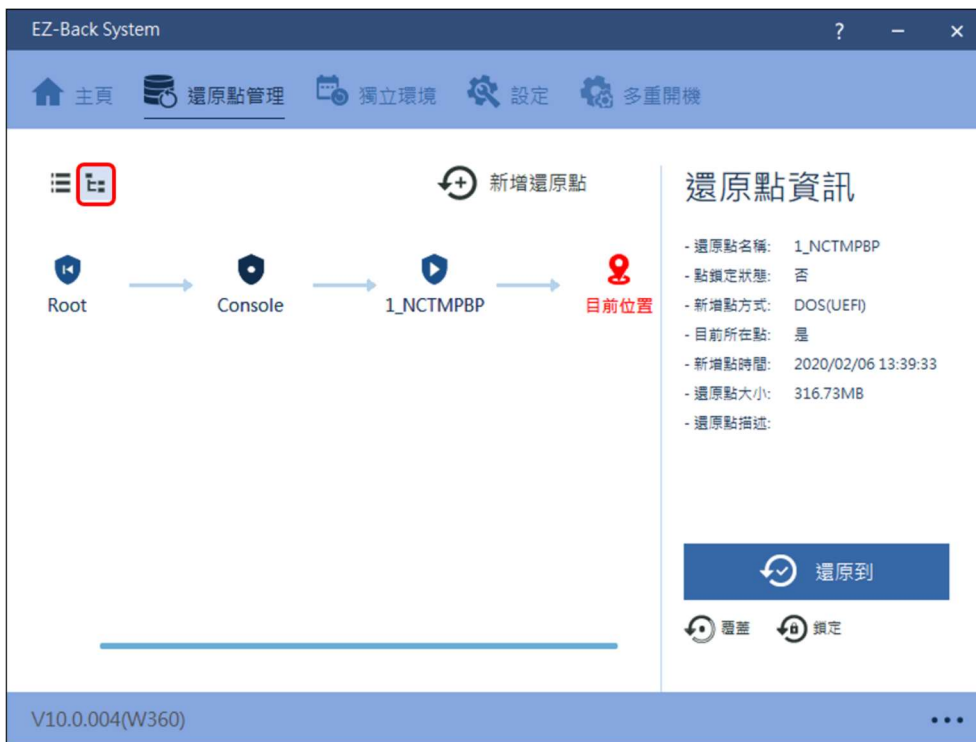 EZ-Back System
主頁 還原點管理 獨立環境 設定 多重開機
新增還原點
Root Console 1_NCTMPBP 目前位置
還原點資訊
- 還原點名稱: 1_NCTMPBP
- 點鎖定狀態: 否
- 新增點方式: DOS(UEFI)
- 目前所在點: 是
- 新增點時間: 2020/02/06 13:39:33
- 還原點大小: 316.73MB
- 還原點描述:
還原到
覆蓋 鎖定
V10.0.004(W360)